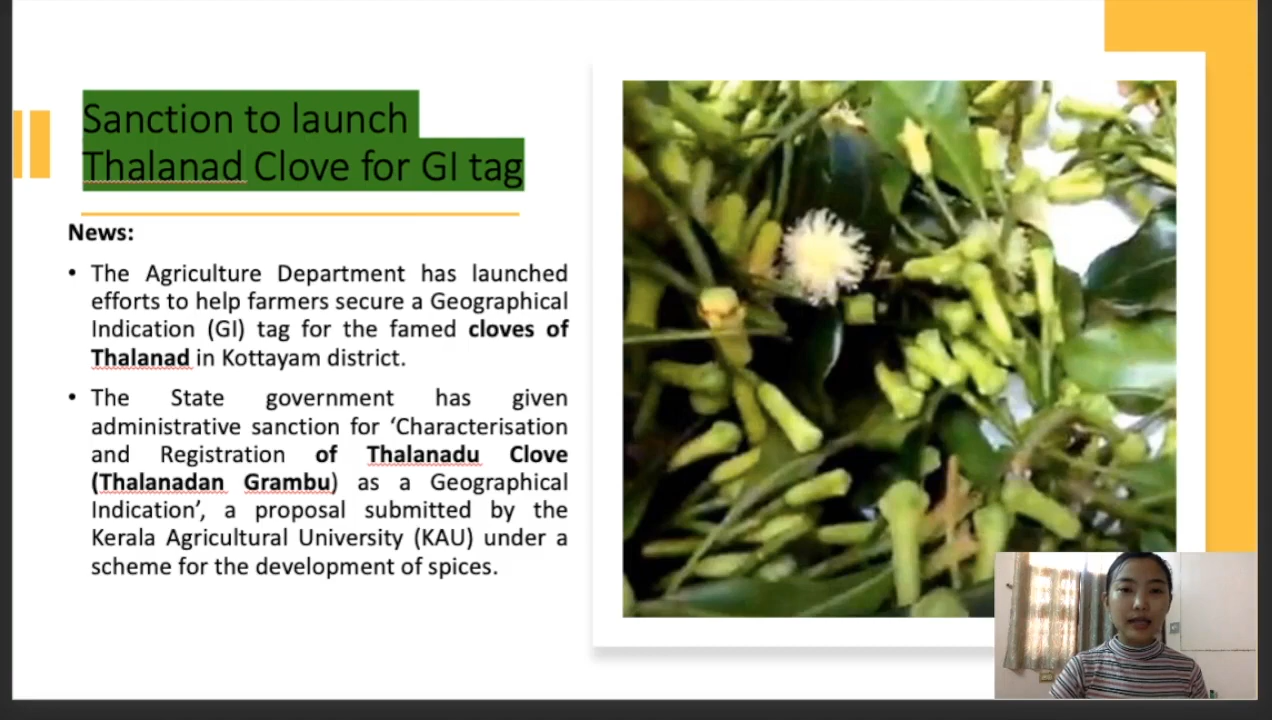 Sanction to launch
Thalanad Clove for GI tag
News:
• The Agriculture Department has launched
efforts to help farmers secure a Geographical
Indication (GI) tag for the famed cloves of
Thalanad in Kottayam district.
• The State government has given
administrative sanction for ‘Characterisation
and Registration of Thalanadu Clove
(Thalanadan Grambu) as a Geographical
Indication’, a proposal submitted by the
Kerala Agricultural University (KAU) under a
scheme for the development of spices.